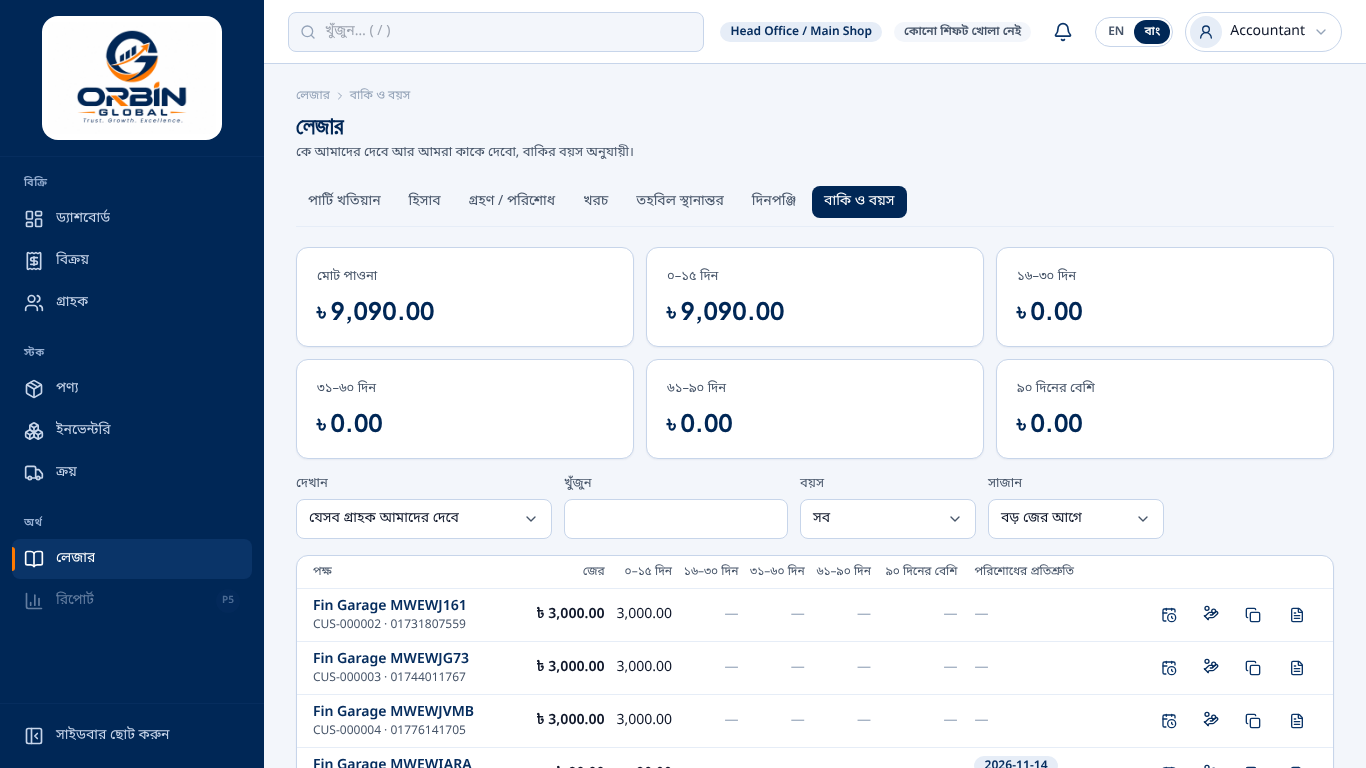 ORBIN
GLOBAL
Trust. Growth. Excellence.
খুঁজুন... ( / )
Head Office / Main Shop
কোনো শিফট খোলা নেই
EN
বাং
Accountant
বিক্রি
ড্যাশবোর্ড
বিক্রয়
গ্রাহক
স্টক
পণ্য
ইনভেন্টরি
ক্রয়
অর্থ
লেজার
রিপোর্ট
P5
সাইডবার ছোট করুন
লেজার > বাকি ও বয়স
লেজার
কে আমাদের দেবে আর আমরা কাকে দেবো, বাকির বয়স অনুযায়ী।
পার্টি খতিয়ান হিসাব গ্রহণ / পরিশোধ খরচ তহবিল স্থানান্তর দিনপঞ্জি বাকি ও বয়স
মোট পাওনা
৳ 9,090.00
০–১৫ দিন
৳ 9,090.00
১৬–৩০ দিন
৳ 0.00
৩১–৬০ দিন
৳ 0.00
৬১–৯০ দিন
৳ 0.00
৯০ দিনের বেশি
৳ 0.00
দেখান
যেসব গ্রাহক আমাদের দেবে
খুঁজুন
বয়স
সব
সাজান
বড় জের আগে
পক্ষ জের ০–১৫ দিন ১৬–৩০ দিন ৩১–৬০ দিন ৬১–৯০ দিন ৯০ দিনের বেশি পরিশোধের প্রতিশ্রুতি
Fin Garage MWEWJ161
CUS-000002 · 01731807559
৳ 3,000.00 3,000.00 — — — — —
Fin Garage MWEWJG73
CUS-000003 · 01744011767
৳ 3,000.00 3,000.00 — — — — —
Fin Garage MWEWJVMB
CUS-000004 · 01776141705
৳ 3,000.00 3,000.00 — — — — —
Fin Garage MWEWIARA
2026-11-14